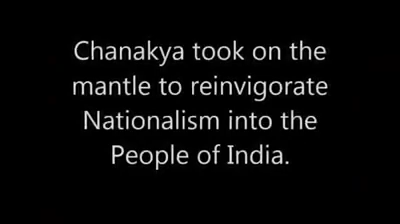 Chanakya took on the
mantle to reinvigorate
Nationalism into the
People of India.